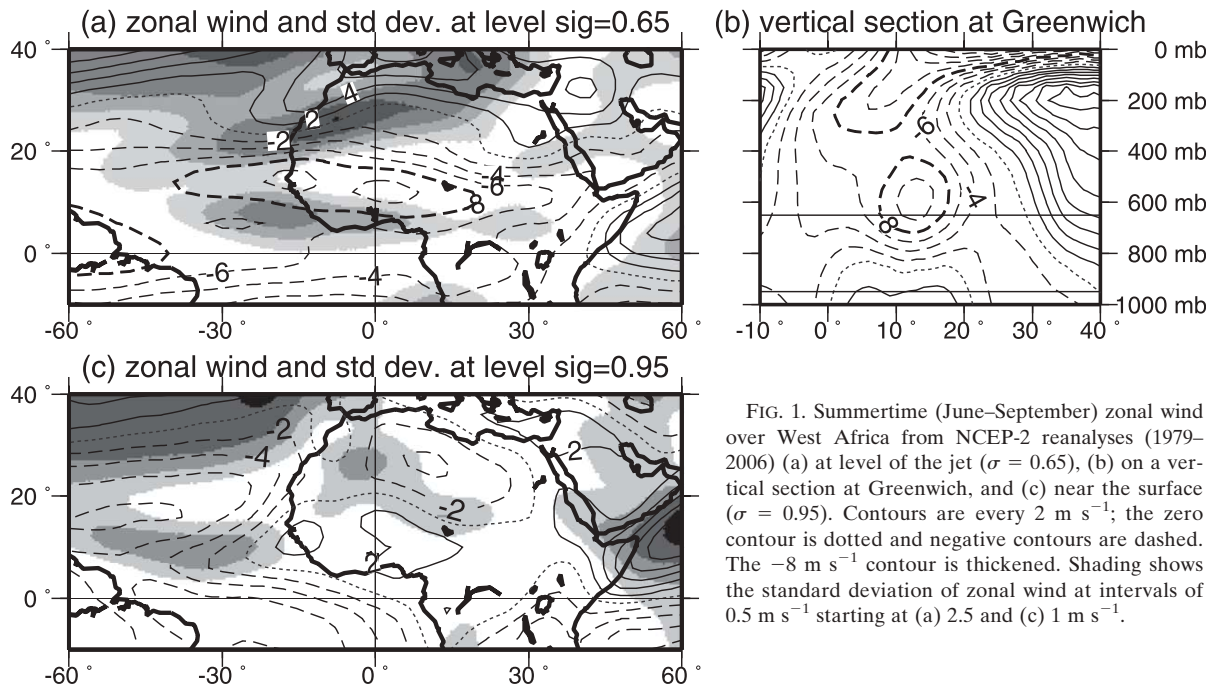 (a) zonal wind and std dev. at level sig=0.65
40 °
20 °
0 °
-60 ° -30 ° 0 ° 30 ° 60 °
4
2
-2
-4
-6
8
-6
-4
(b) vertical section at Greenwich
0 mb
200 mb
400 mb
600 mb
800 mb
1000 mb
-10 ° 0 ° 10 ° 20 ° 30 ° 40 °
6
4
8
(c) zonal wind and std dev. at level sig=0.95
40 °
20 °
0 °
-60 ° -30 ° 0 ° 30 ° 60 °
-2
-4
2
-2
2
FIG. 1. Summertime (June–September) zonal wind
over West Africa from NCEP-2 reanalyses (1979–
2006) (a) at level of the jet (σ = 0.65), (b) on a ver-
tical section at Greenwich, and (c) near the surface
(σ = 0.95). Contours are every 2 m s⁻¹; the zero
contour is dotted and negative contours are dashed.
The −8 m s⁻¹ contour is thickened. Shading shows
the standard deviation of zonal wind at intervals of
0.5 m s⁻¹ starting at (a) 2.5 and (c) 1 m s⁻¹.